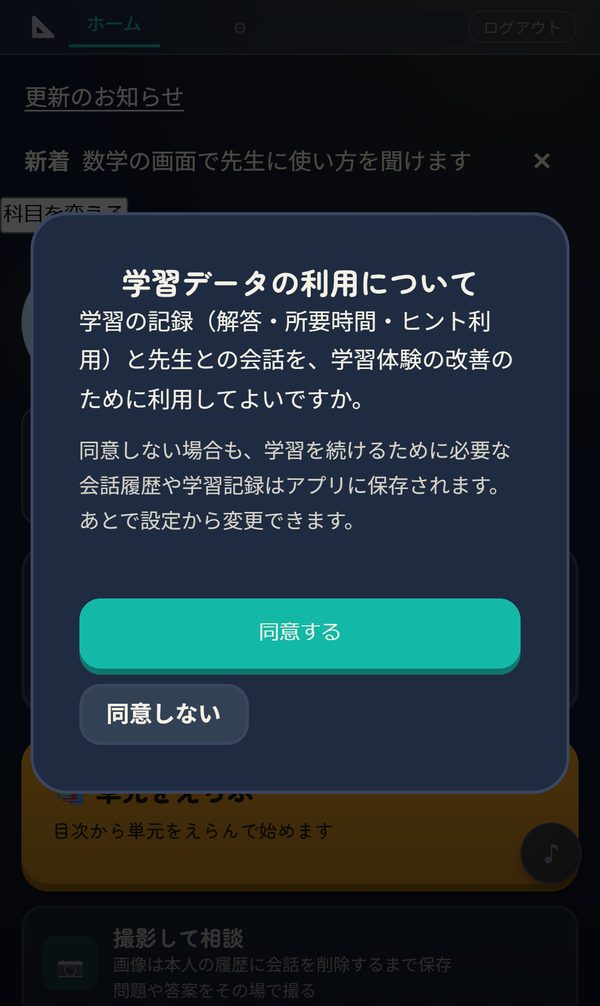 ホーム
ログアウト
更新のお知らせ
新着 数学の画面で先生に使い方を聞けます
科目を変える
学習データの利用について
学習の記録（解答・所要時間・ヒント利
用）と先生との会話を、学習体験の改善の
ために利用してよいですか。
同意しない場合も、学習を続けるために必要な
会話履歴や学習記録はアプリに保存されます。
あとで設定から変更できます。
同意する
同意しない
単元をえらぶ
目次から単元をえらんで始めます
撮影して相談
画像は本人の履歴に会話を削除するまで保存
問題や答案をその場で撮る